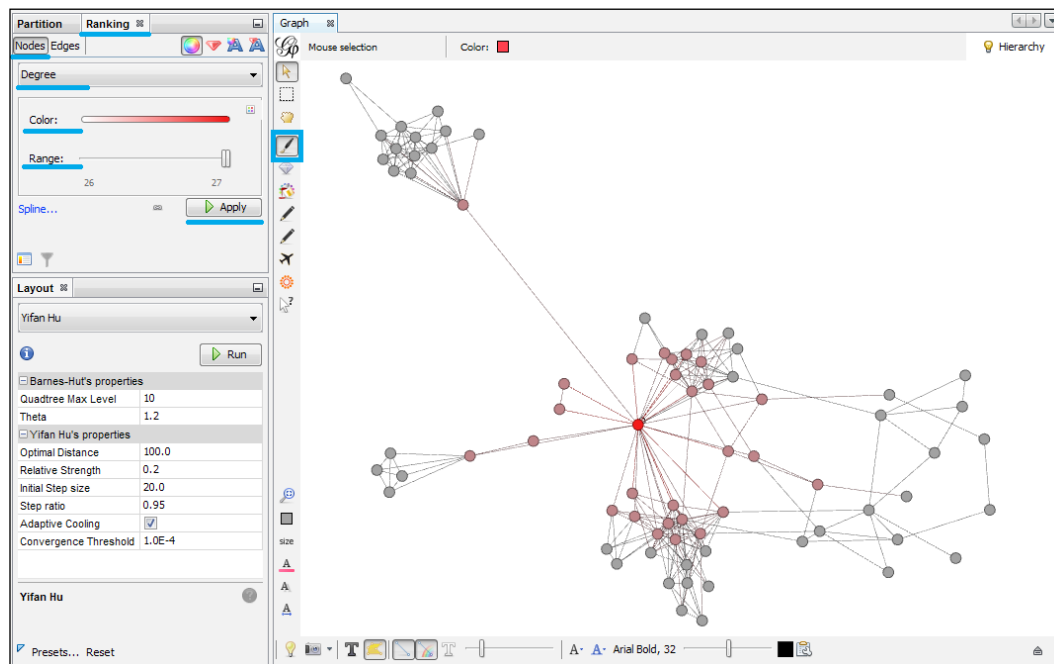 Partition Ranking
Nodes Edges
Degree
Color:
Range:
26 27
Spline... Apply
Layout
Yifan Hu
Run
Barnes-Hut's properties
Quadtree Max Level 10
Theta 1.2
Yifan Hu's properties
Optimal Distance 100.0
Relative Strength 0.2
Initial Step size 20.0
Step ratio 0.95
Adaptive Cooling
Convergence Threshold 1.0E-4
Yifan Hu
Presets... Reset
Graph
Mouse selection Color: Hierarchy
size
A
A
A
T T A- A- Arial Bold, 32